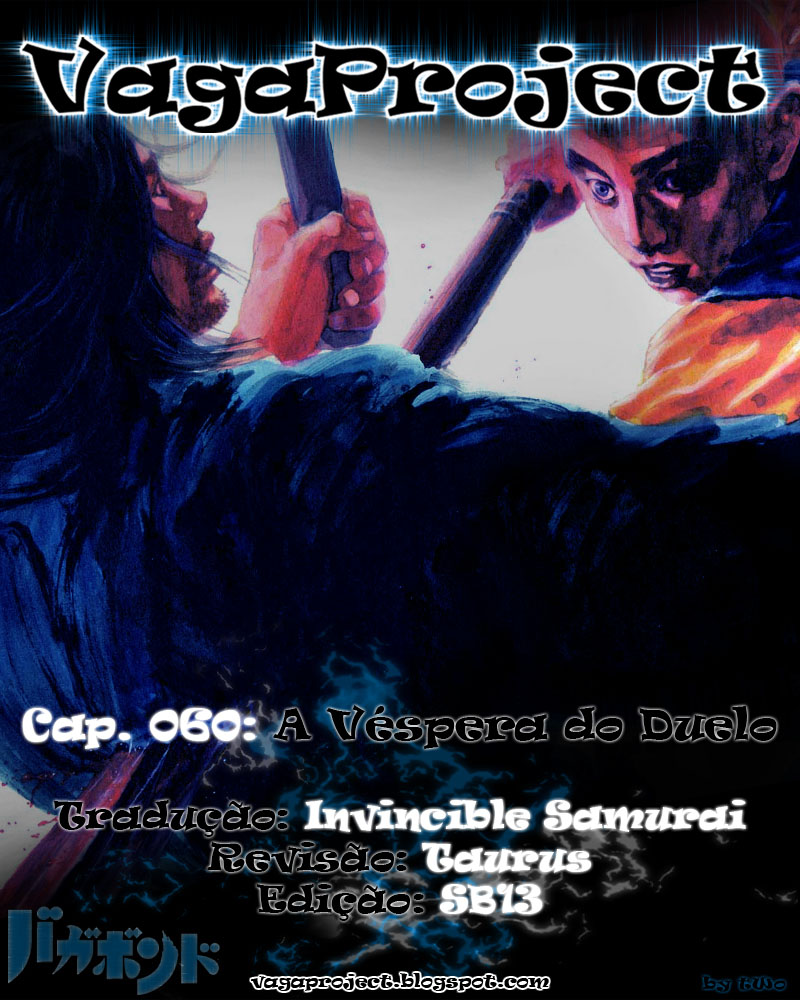 VagaProject
Cap. 060: A Véspera do Duelo
Tradução: Invincible Samurai
Revisão: Taurus
Edição: SB13
バガボンド
vagaproject.blogspot.com
by two